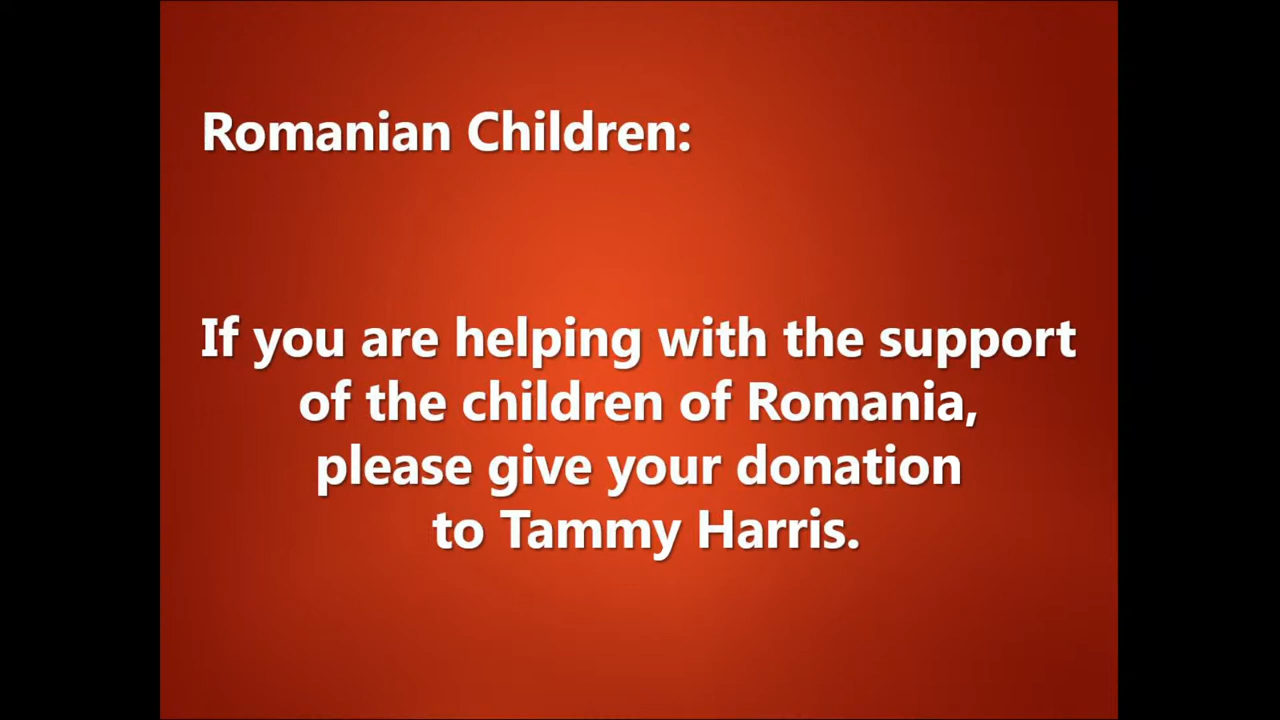 Romanian Children:
If you are helping with the support
of the children of Romania,
please give your donation
to Tammy Harris.